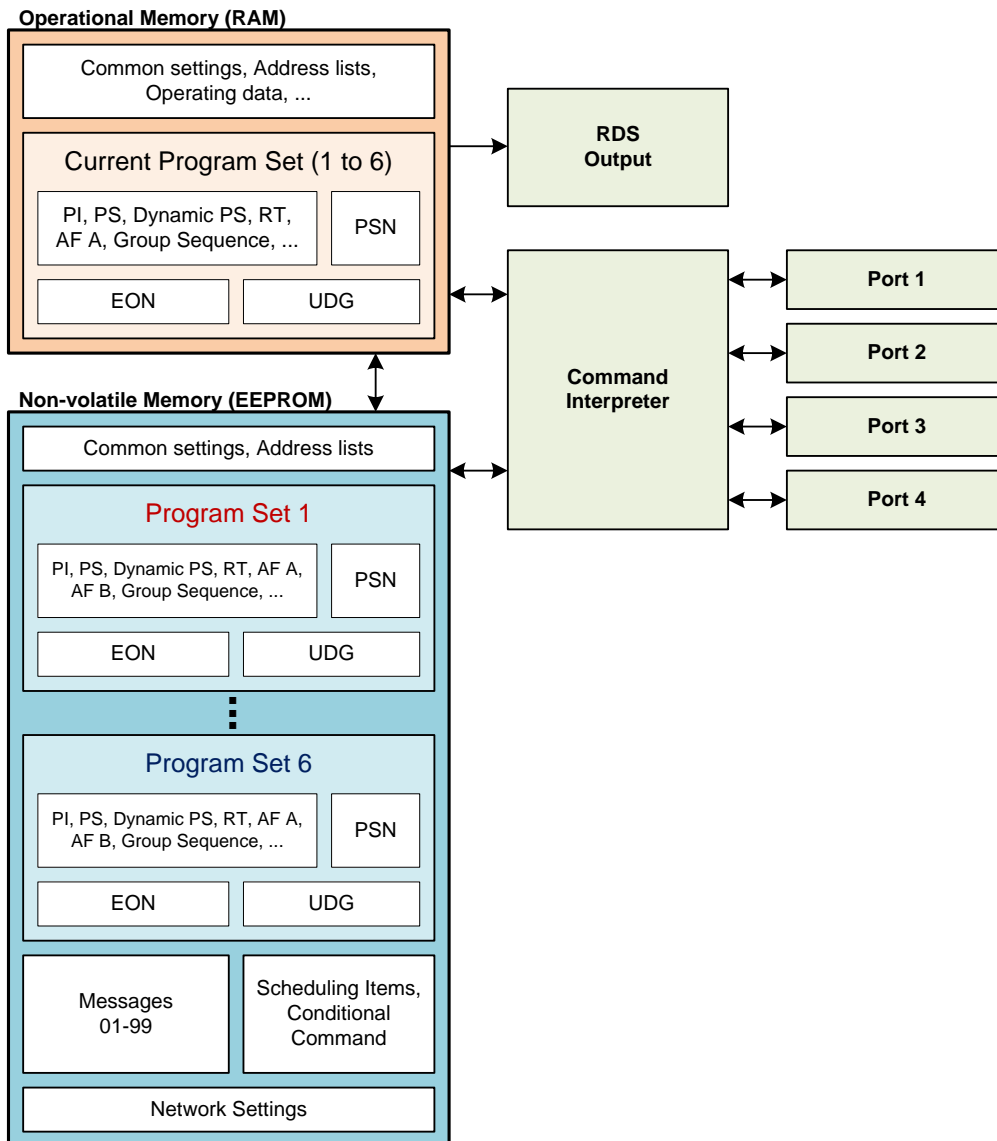 Operational Memory (RAM)
Common settings, Address lists,
Operating data, ...
Current Program Set (1 to 6)
PI, PS, Dynamic PS, RT,
AF A, Group Sequence, ...
PSN
EON
UDG
RDS
Output
Command
Interpreter
Port 1
Port 2
Port 3
Port 4
Non-volatile Memory (EEPROM)
Common settings, Address lists
Program Set 1
PI, PS, Dynamic PS, RT, AF A,
AF B, Group Sequence, ...
PSN
EON
UDG
Program Set 6
PI, PS, Dynamic PS, RT, AF A,
AF B, Group Sequence, ...
PSN
EON
UDG
Messages
01-99
Scheduling Items,
Conditional
Command
Network Settings